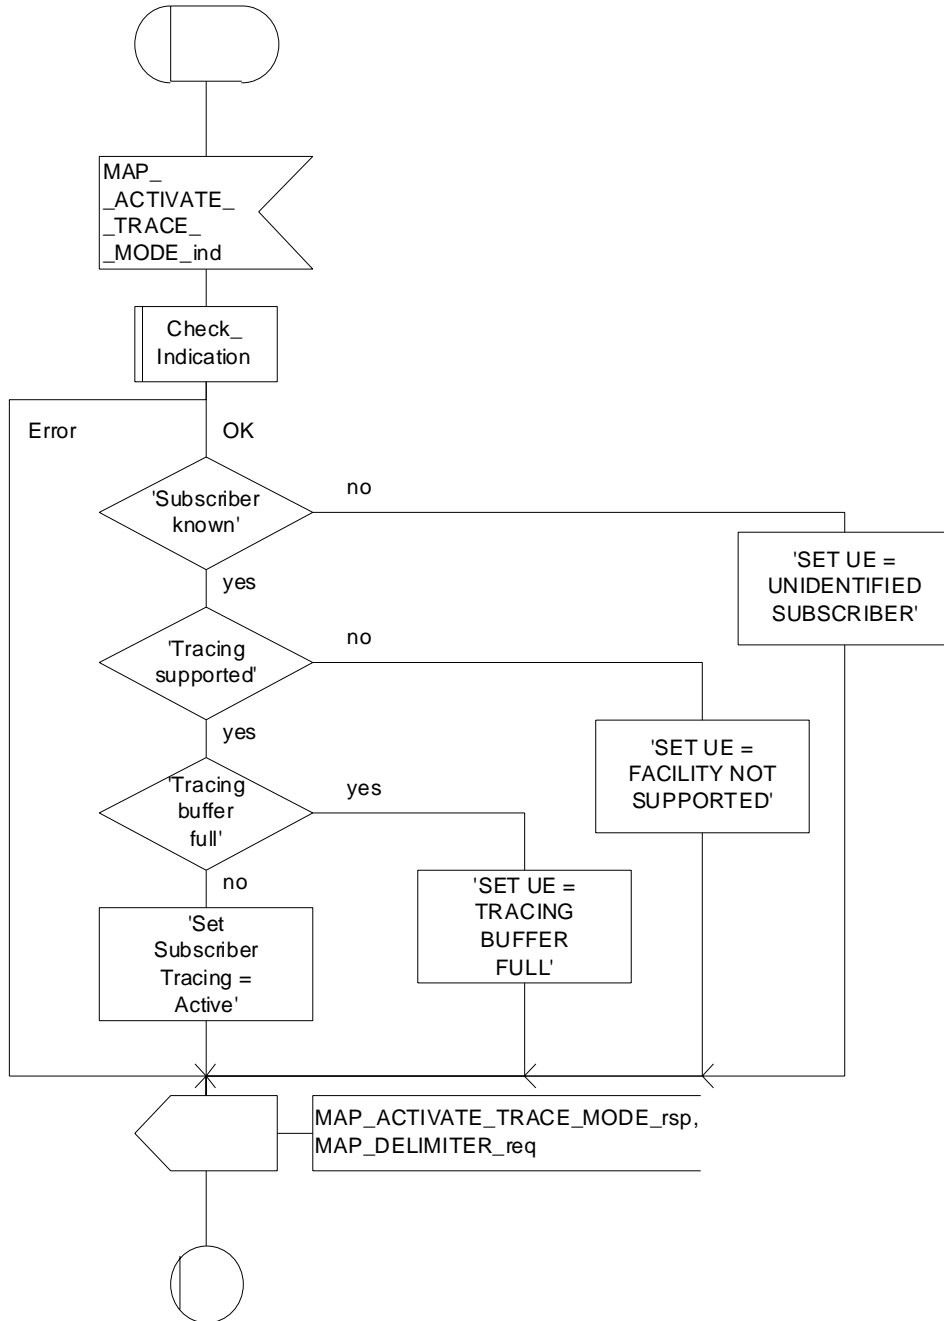 MAP_
_ACTIVATE_
_TRACE_
_MODE_ind
Check_
Indication
Error
OK
'Subscriber
known'
no
'SET UE =
UNIDENTIFIED
SUBSCRIBER'
yes
'Tracing
supported'
no
'SET UE =
FACILITY NOT
SUPPORTED'
yes
'Tracing
buffer
full'
yes
'SET UE =
TRACING
BUFFER
FULL'
no
'Set
Subscriber
Tracing =
Active'
MAP_ACTIVATE_TRACE_MODE_rsp,
MAP_DELIMITER_req